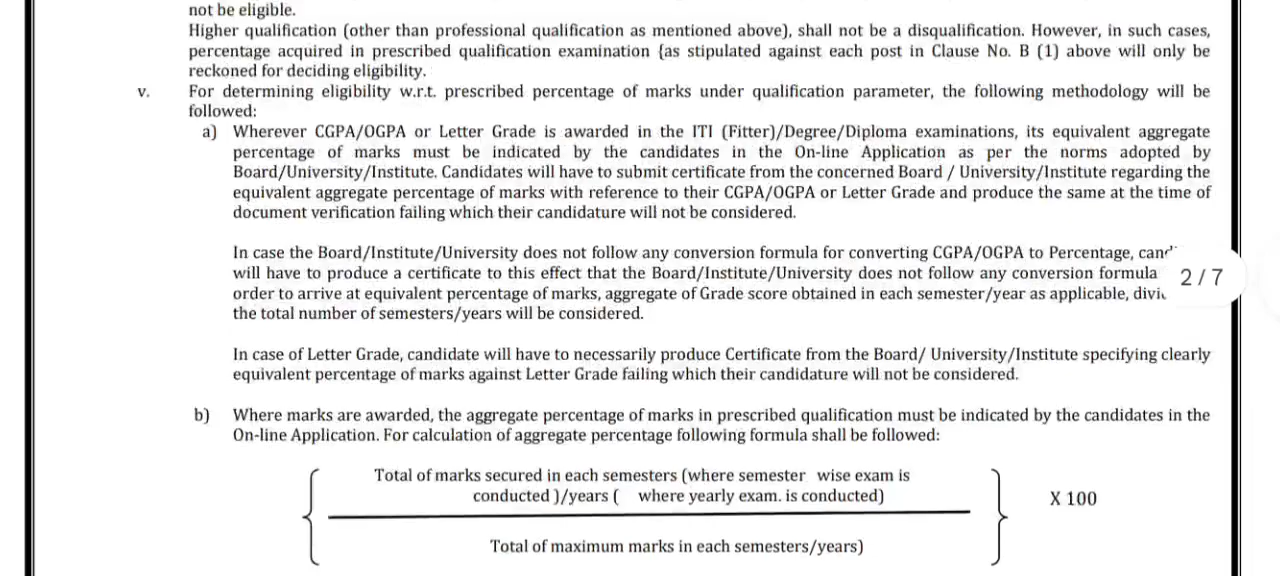 not be eligible.
Higher qualification (other than professional qualification as mentioned above), shall not be a disqualification. However, in such cases,
percentage acquired in prescribed qualification examination {as stipulated against each post in Clause No. B (1) above will only be
reckoned for deciding eligibility.
v. For determining eligibility w.r.t. prescribed percentage of marks under qualification parameter, the following methodology will be
followed:
a) Wherever CGPA/OGPA or Letter Grade is awarded in the ITI (Fitter)/Degree/Diploma examinations, its equivalent aggregate
percentage of marks must be indicated by the candidates in the On-line Application as per the norms adopted by
Board/University/Institute. Candidates will have to submit certificate from the concerned Board / University/Institute regarding the
equivalent aggregate percentage of marks with reference to their CGPA/OGPA or Letter Grade and produce the same at the time of
document verification failing which their candidature will not be considered.
In case the Board/Institute/University does not follow any conversion formula for converting CGPA/OGPA to Percentage,
will have to produce a certificate to this effect that the Board/Institute/University does not follow any conversion formula
2 / 7
order to arrive at equivalent percentage of marks, aggregate of Grade score obtained in each semester/year as applicable,
the total number of semesters/years will be considered.
In case of Letter Grade, candidate will have to necessarily produce Certificate from the Board/ University/Institute specifying clearly
equivalent percentage of marks against Letter Grade failing which their candidature will not be considered.
b) Where marks are awarded, the aggregate percentage of marks in prescribed qualification must be indicated by the candidates in the
On-line Application. For calculation of aggregate percentage following formula shall be followed:
Total of marks secured in each semesters (where semester wise exam is
conducted )/years ( where yearly exam. is conducted)
X 100
Total of maximum marks in each semesters/years)